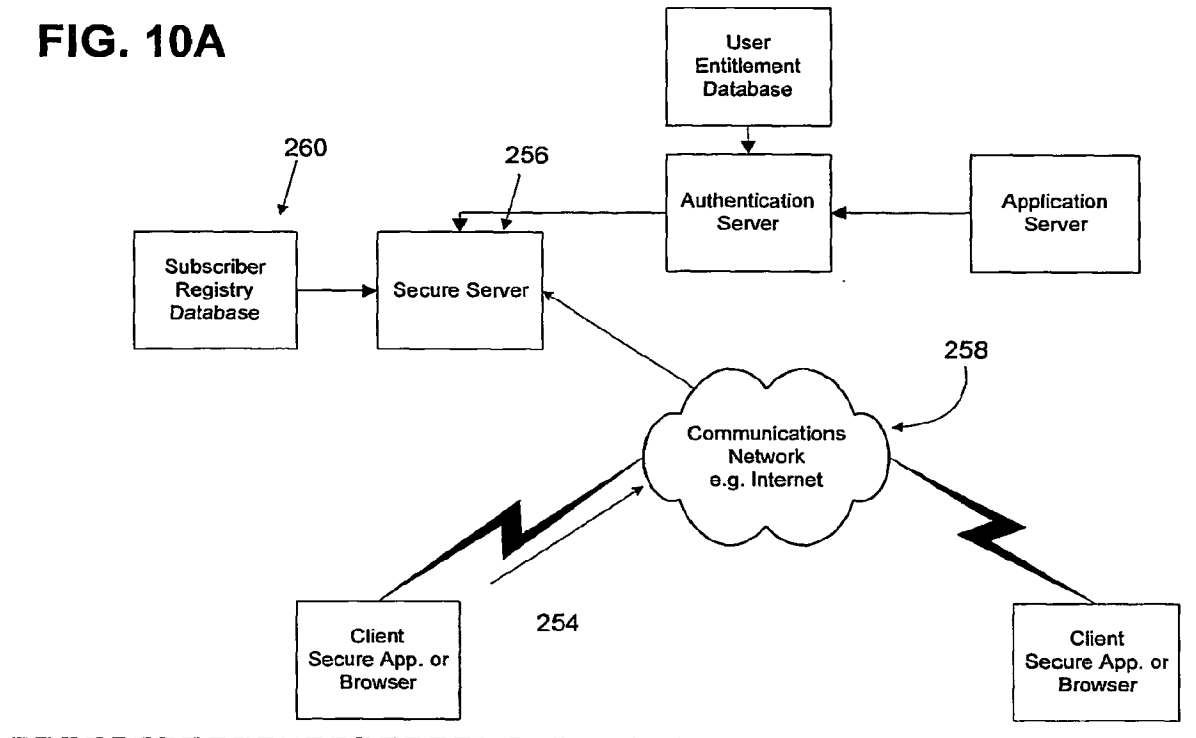 FIG. 10A
User
Entitlement
Database
260
256
Authentication
Server
Application
Server
Subscriber
Registry
Database
Secure Server
258
Communications
Network
e.g. Internet
254
Client
Secure App. or
Browser
Client
Secure App. or
Browser